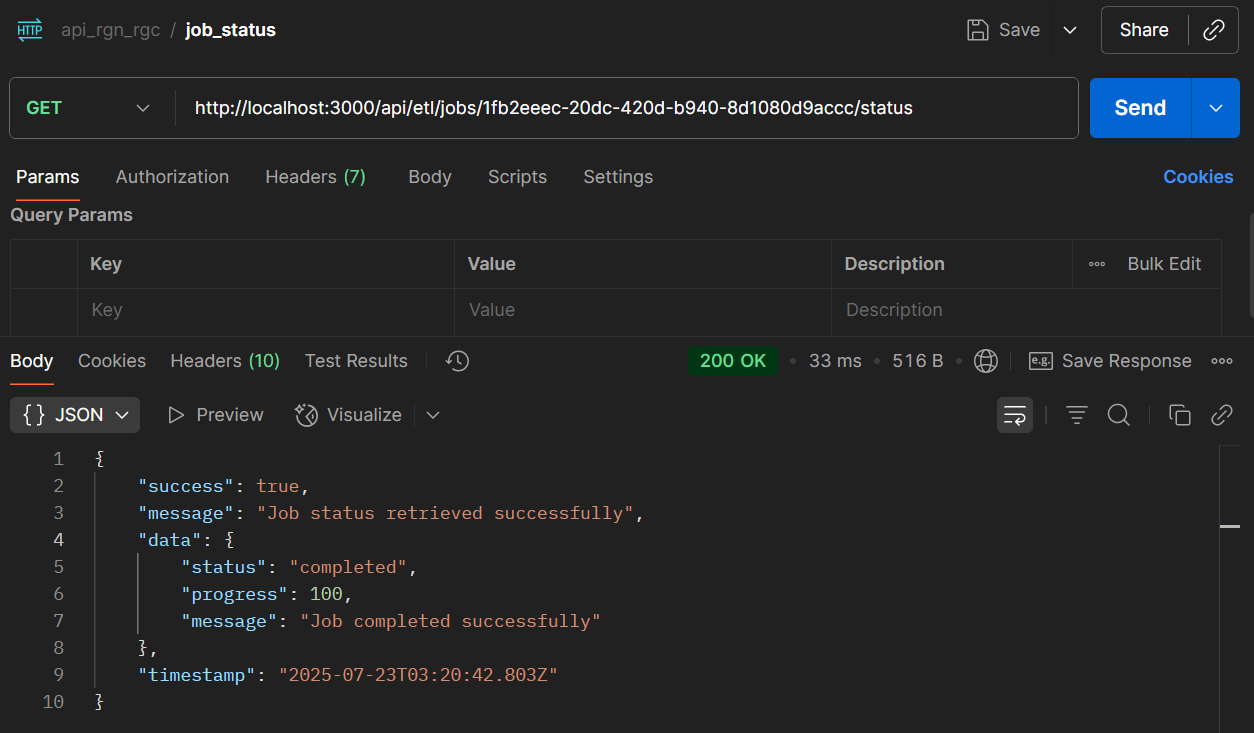 HTTP api_rgn_rgc / job_status Save Share
GET http://localhost:3000/api/etl/jobs/1fb2eeec-20dc-420d-b940-8d1080d9accc/status Send
Params Authorization Headers (7) Body Scripts Settings Cookies
Query Params
Key Value Description Bulk Edit
Key Value Description
Body Cookies Headers (10) Test Results 200 OK • 33 ms • 516 B • e.g. Save Response
{} JSON Preview Visualize
1 {
2 "success": true,
3 "message": "Job status retrieved successfully",
4 "data": {
5 "status": "completed",
6 "progress": 100,
7 "message": "Job completed successfully"
8 },
9 "timestamp": "2025-07-23T03:20:42.803Z"
10 }